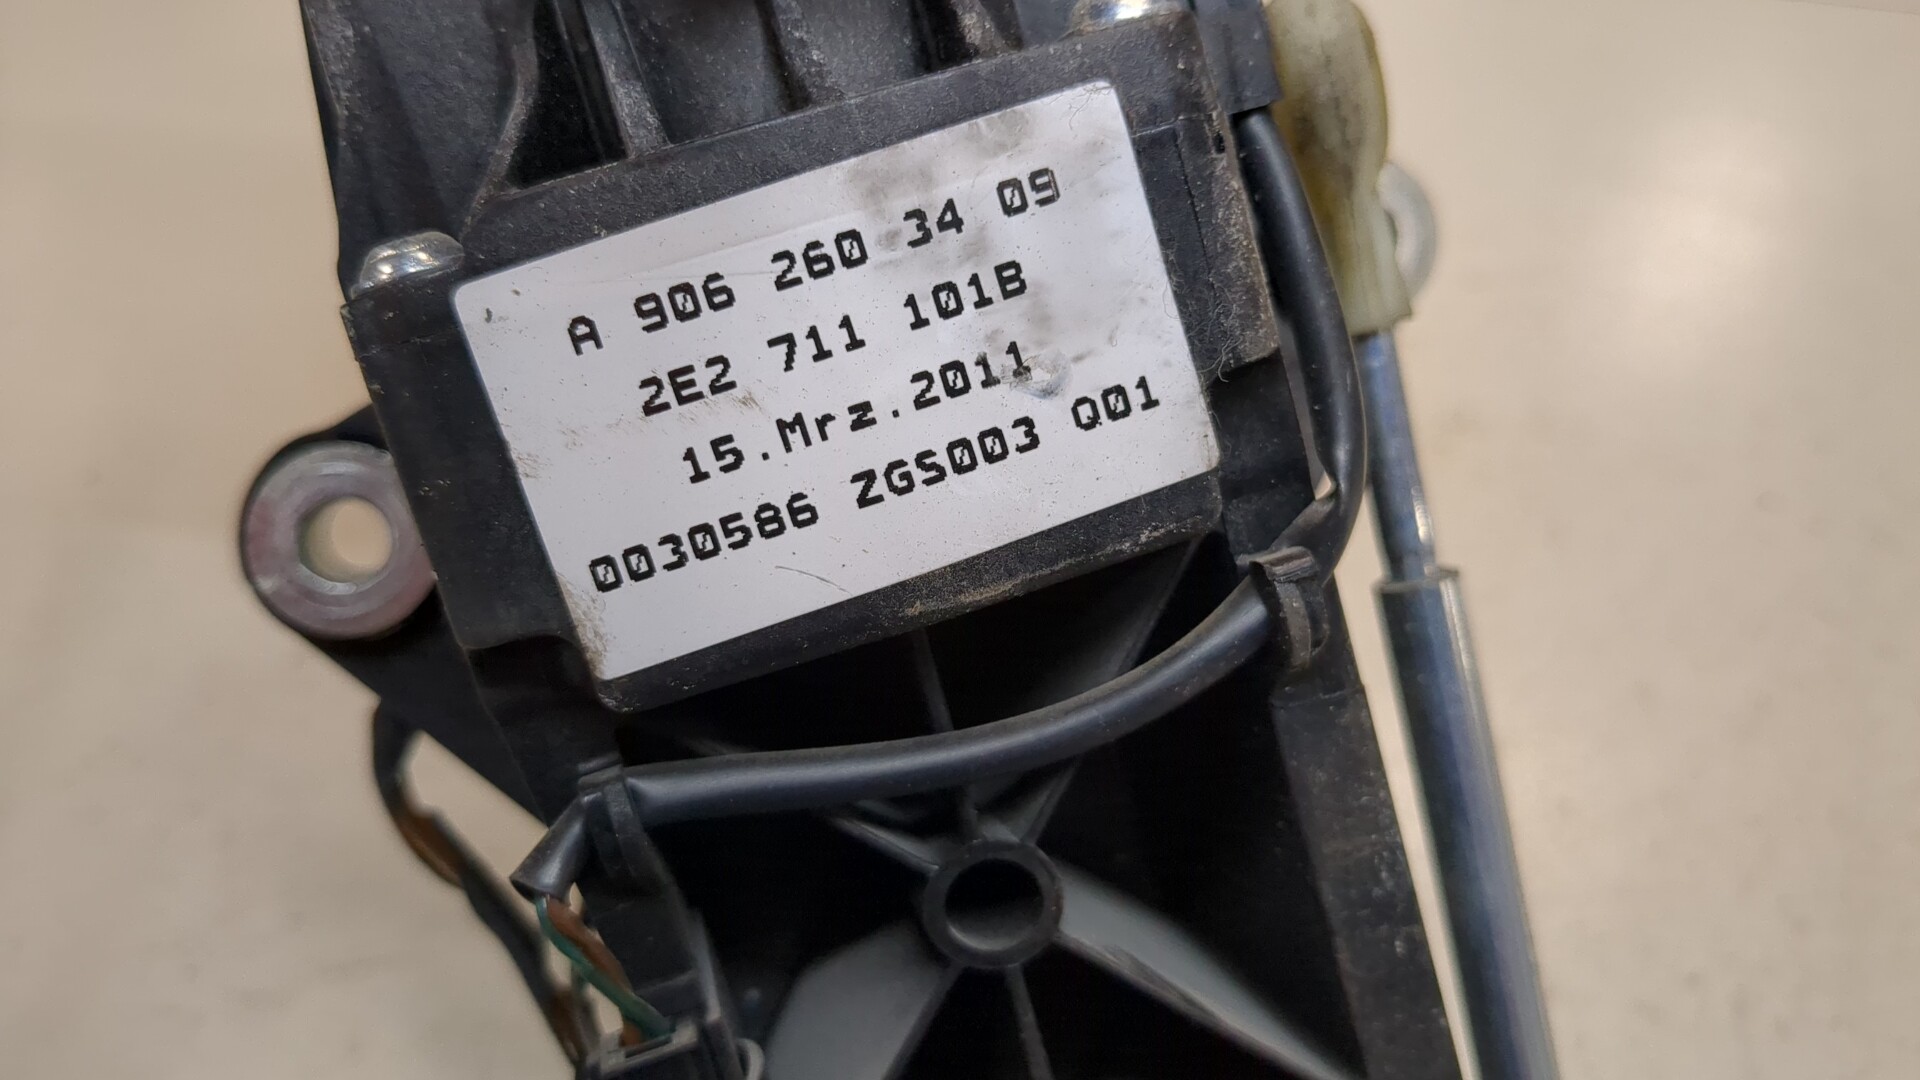 A 906 260 34 09
2E2 711 101B
15.Mrz.2011
0030586 ZGS003 Q01